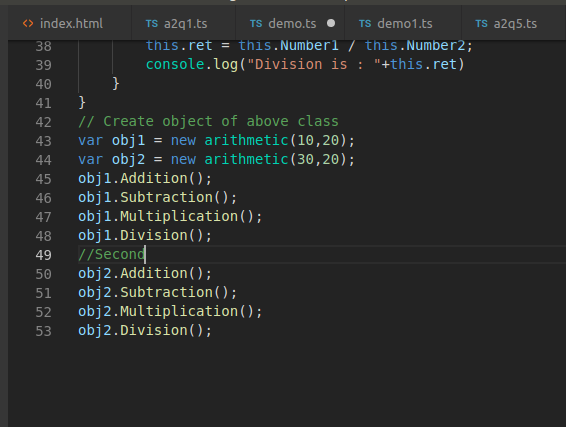 <> index.html TS a2q1.ts TS demo.ts TS demo1.ts TS a2q5.ts
38 this.ret = this.Number1 / this.Number2;
39 console.log("Division is : "+this.ret)
40 }
41 }
42 // Create object of above class
43 var obj1 = new arithmetic(10,20);
44 var obj2 = new arithmetic(30,20);
45 obj1.Addition();
46 obj1.Subtraction();
47 obj1.Multiplication();
48 obj1.Division();
49 //Second
50 obj2.Addition();
51 obj2.Subtraction();
52 obj2.Multiplication();
53 obj2.Division();